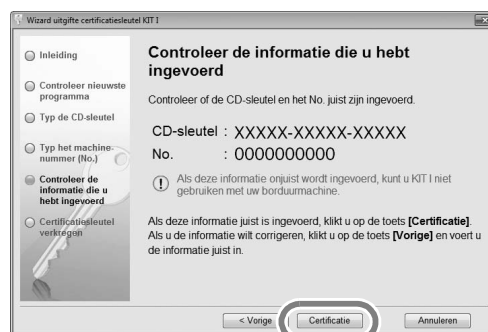 Wizard uitgifte certificatiesleutel KIT I
Inleiding
Controleer nieuwste
programma
Typ de CD-sleutel
Typ het machine-
nummer (No.)
Controleer de
informatie die u
hebt ingevoerd
Certificatiesleutel
verkregen
Controleer de informatie die u hebt
ingevoerd
Controleer of de CD-sleutel en het No. juist zijn ingevoerd.
CD-sleutel : XXXXX-XXXXX-XXXXX
No. : 0000000000
Als deze informatie onjuist wordt ingevoerd, kunt u KIT I niet
gebruiken met uw borduurmachine.
Als deze informatie juist is ingevoerd, klikt u op de toets [Certificatie].
Als u de informatie wilt corrigeren, klikt u op de toets [Vorige] en voert u
de informatie juist in.
< Vorige Certificatie Annuleren